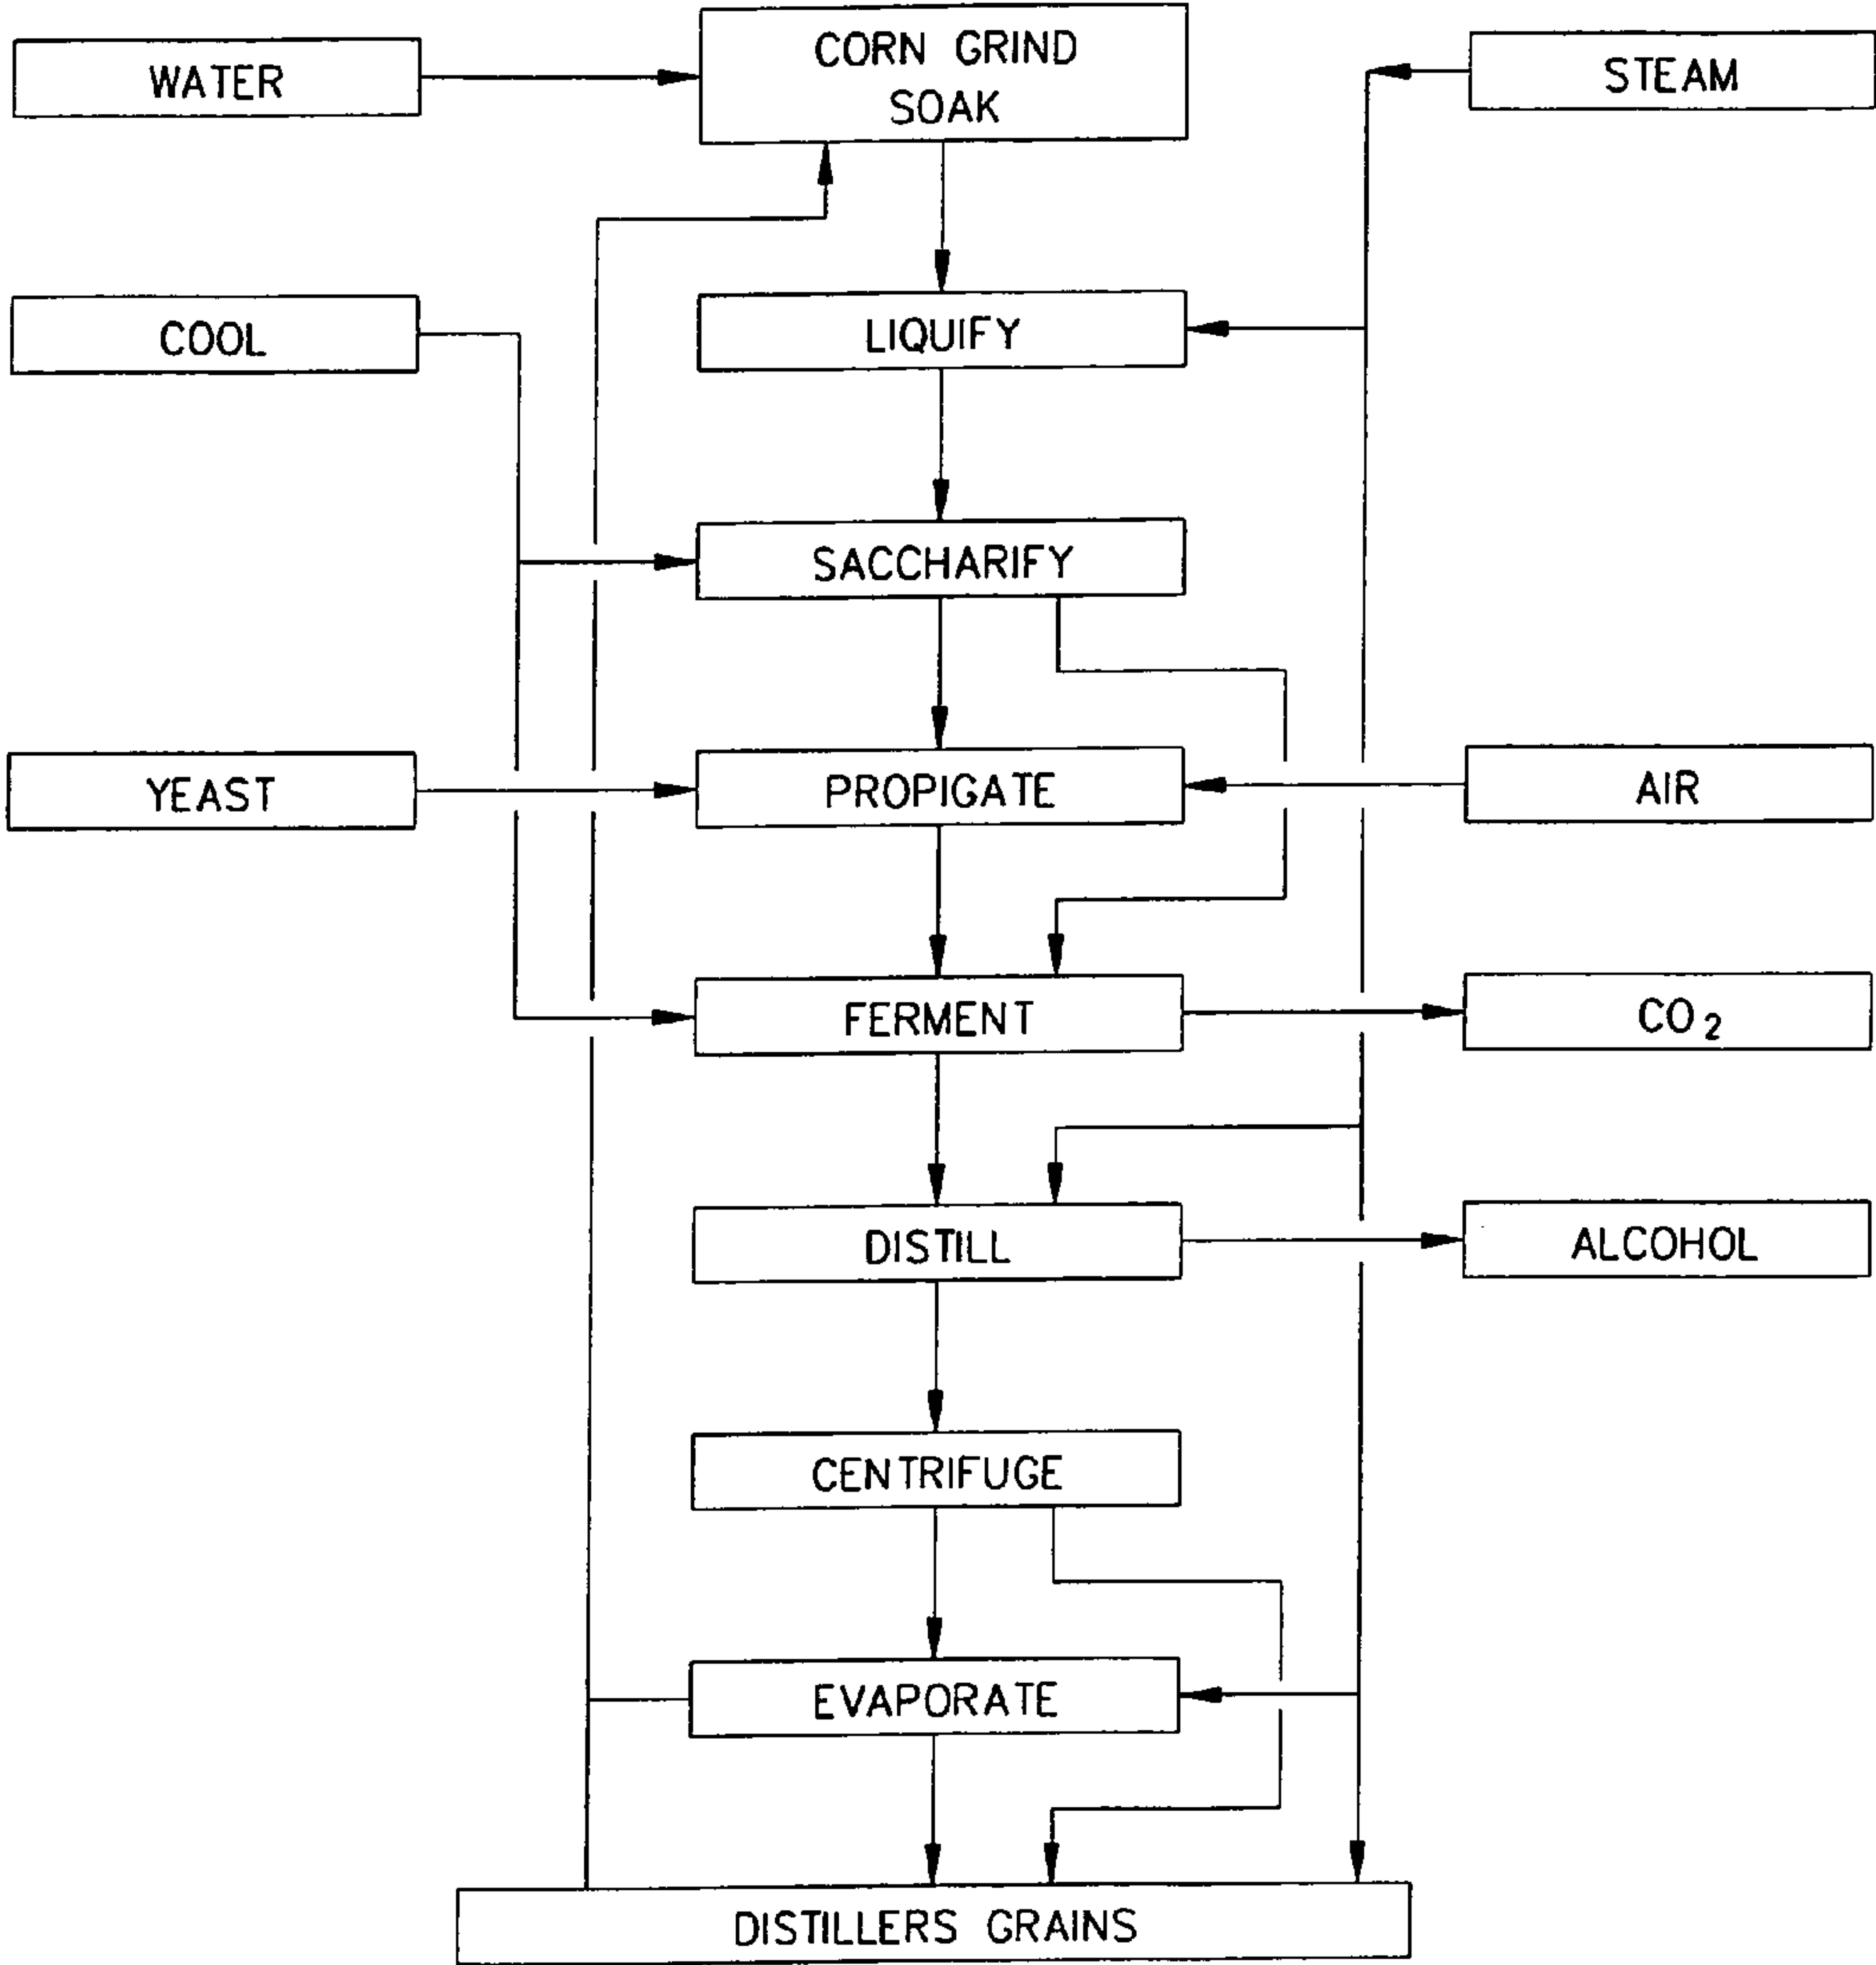 WATER
CORN GRIND
SOAK
STEAM
COOL
LIQUIFY
SACCHARIFY
YEAST
PROPIGATE
AIR
FERMENT
CO₂
DISTILL
ALCOHOL
CENTRIFUGE
EVAPORATE
DISTILLERS GRAINS